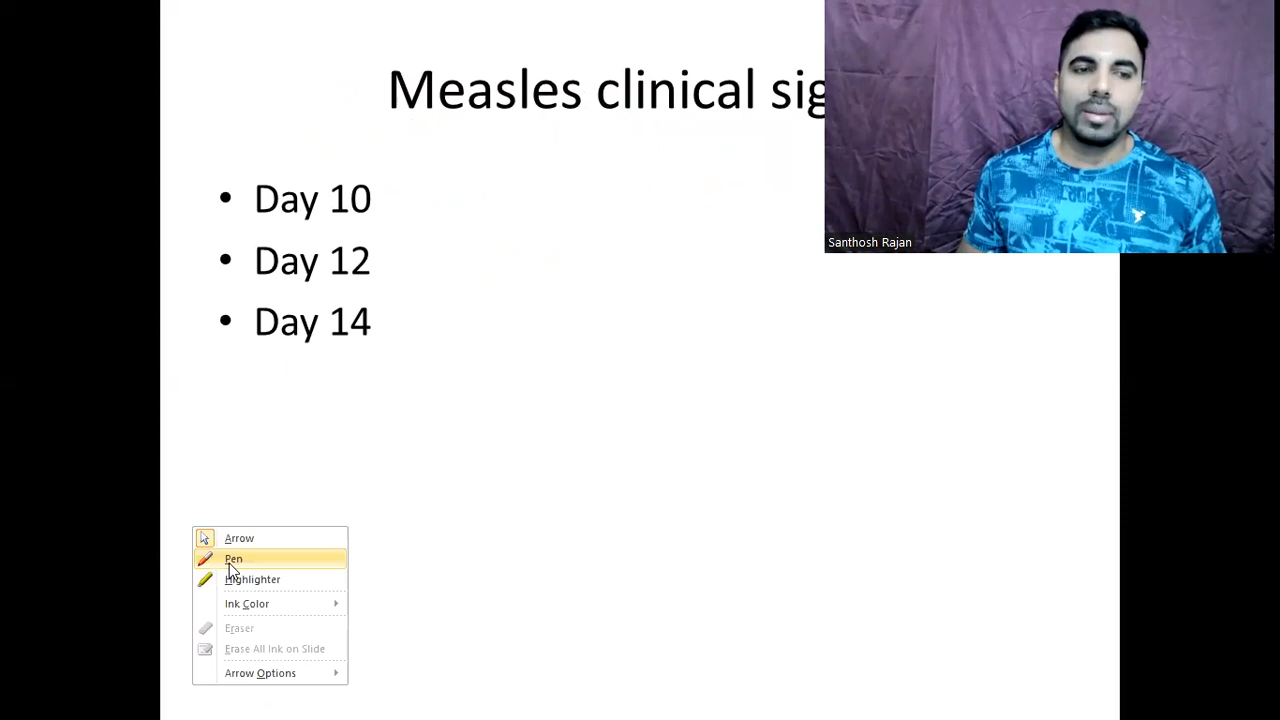 Measles clinical sig
Santhosh Rajan
• Day 10
• Day 12
• Day 14
Arrow
Pen
Highlighter
Ink Color
Eraser
Erase All Ink on Slide
Arrow Options